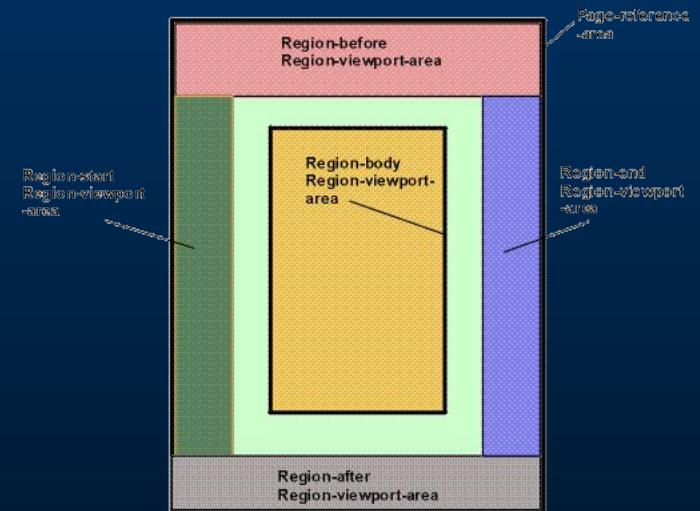 Page-reference
-area
Region-before
Region-viewport-area
Region-body
Region-viewport-
area
Region-start
Region-viewport
-area
Region-end
Region-viewport
-area
Region-after
Region-viewport-area